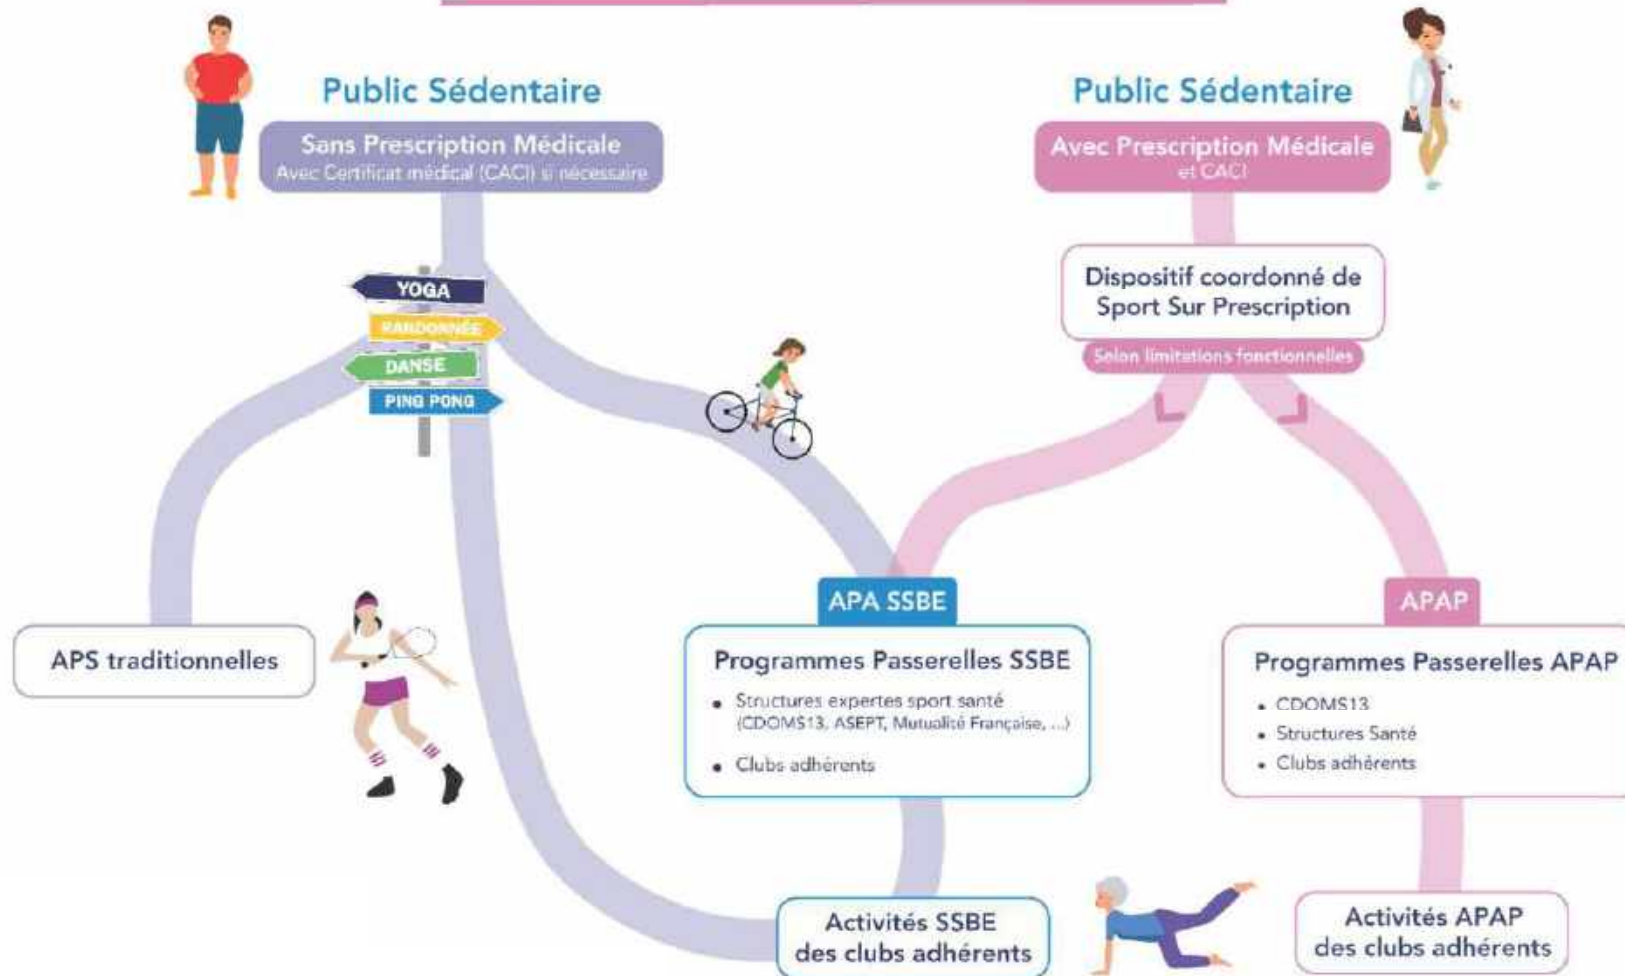 Public Sédentaire
Sans Prescription Médicale
Avec Certificat médical (CACI) si nécessaire
Public Sédentaire
Avec Prescription Médicale
et CACI
Dispositif coordonné de
Sport Sur Prescription
Selon limitations fonctionnelles
YOGA
RANDONNÉE
DANSE
PING PONG
APS traditionnelles
APA SSBE
Programmes Passerelles SSBE
• Structures expertes sport santé
(CDOMS13, ASEPT, Mutualité Française, ...)
• Clubs adhérents
APAP
Programmes Passerelles APAP
• CDOMS13
• Structures Santé
• Clubs adhérents
Activités SSBE
des clubs adhérents
Activités APAP
des clubs adhérents